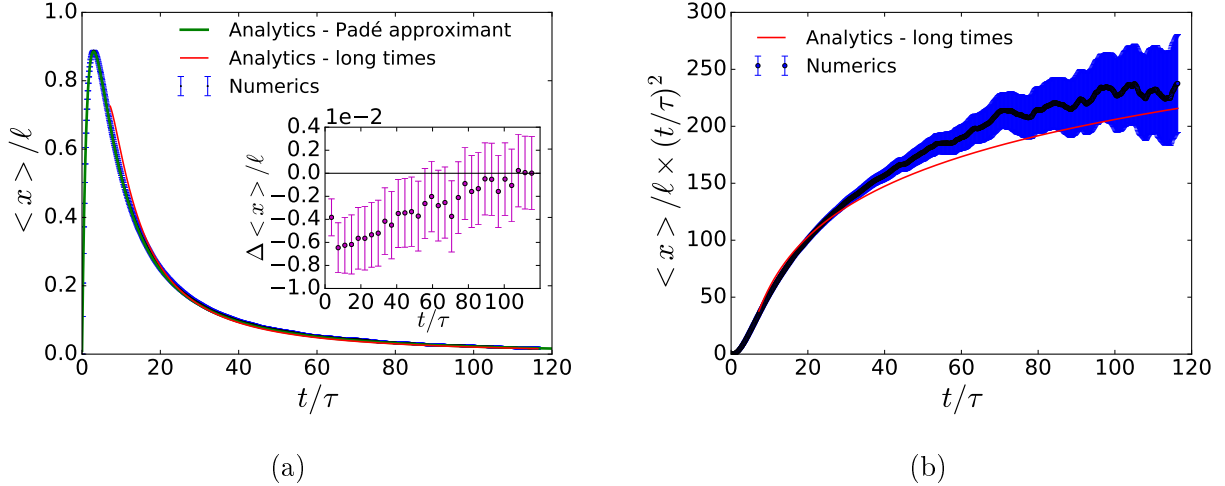 1.0
0.8
0.6
0.4
0.2
0.0
0 20 40 60 80 100 120
t/τ
< x > /ℓ
Analytics - Padé approximant
Analytics - long times
Numerics
1e−2
0.4
0.2
0.0
−0.2
−0.4
−0.6
−0.8
−1.0
0 20 40 60 80 100
t/τ
Δ < x > /ℓ
(a)
300
250
200
150
100
50
0
0 20 40 60 80 100 120
t/τ
< x > /ℓ × (t/τ)²
Analytics - long times
Numerics
(b)